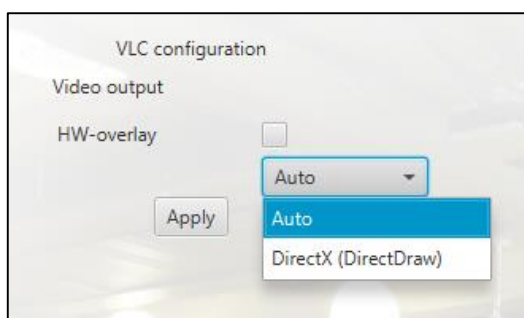 VLC configuration
Video output
HW-overlay
Auto
Apply
Auto
DirectX (DirectDraw)